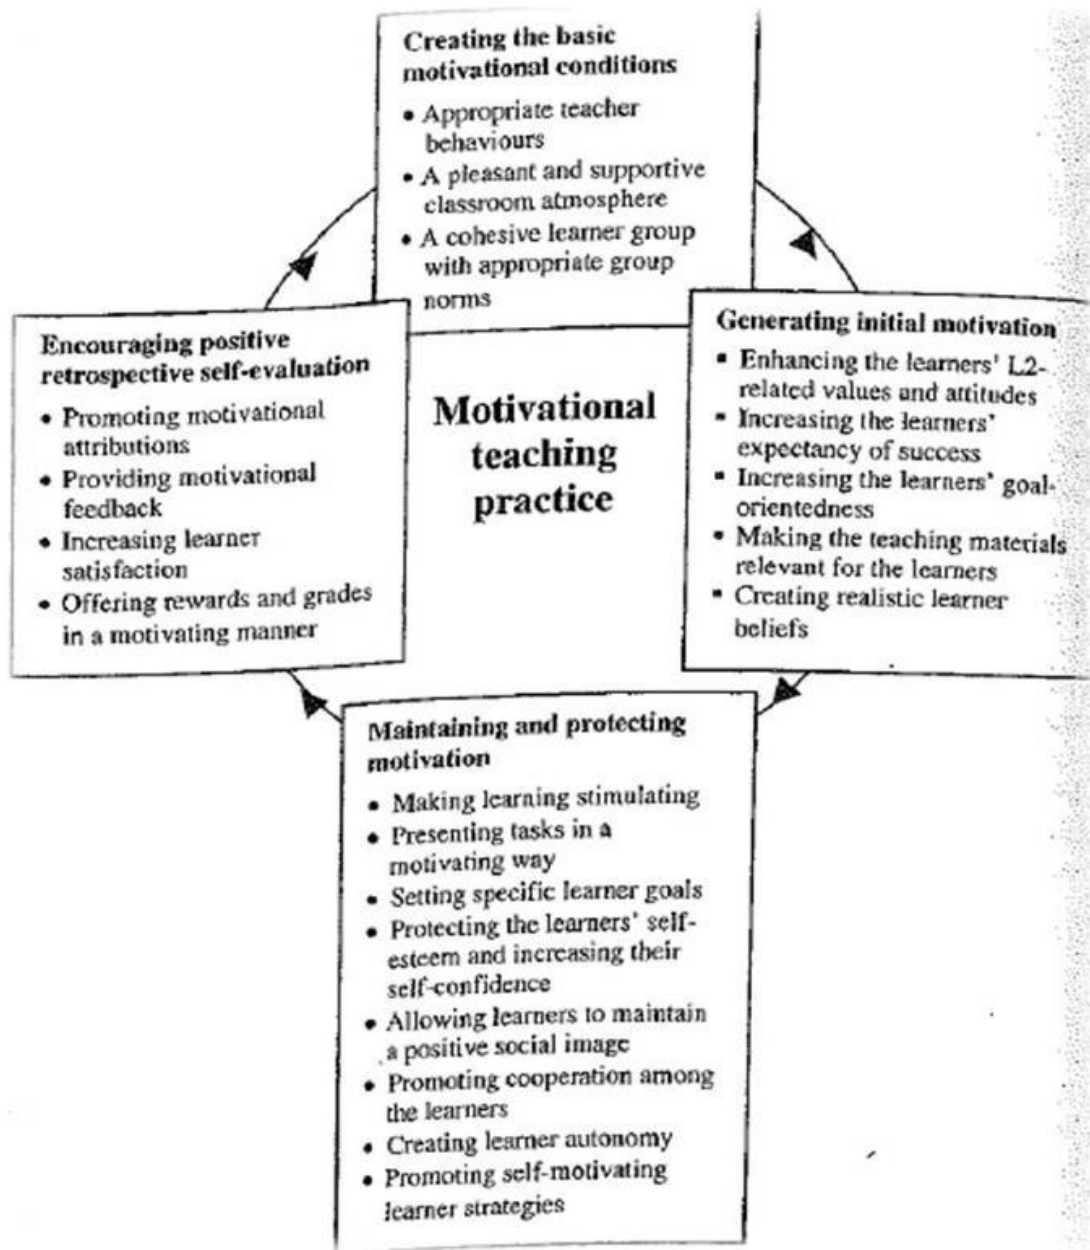 Creating the basic
motivational conditions
• Appropriate teacher
behaviours
• A pleasant and supportive
classroom atmosphere
• A cohesive learner group
with appropriate group
norms
Generating initial motivation
▪ Enhancing the learners' L2-
related values and attitudes
▪ Increasing the learners'
expectancy of success
▪ Increasing the learners' goal-
orientedness
▪ Making the teaching materials
relevant for the learners
▪ Creating realistic learner
beliefs
Encouraging positive
retrospective self-evaluation
• Promoting motivational
attributions
• Providing motivational
feedback
• Increasing learner
satisfaction
• Offering rewards and grades
in a motivating manner
Motivational
teaching
practice
Maintaining and protecting
motivation
• Making learning stimulating
• Presenting tasks in a
motivating way
• Setting specific learner goals
• Protecting the learners' self-
esteem and increasing their
self-confidence
• Allowing learners to maintain
a positive social image
• Promoting cooperation among
the learners
• Creating learner autonomy
• Promoting self-motivating
learner strategies